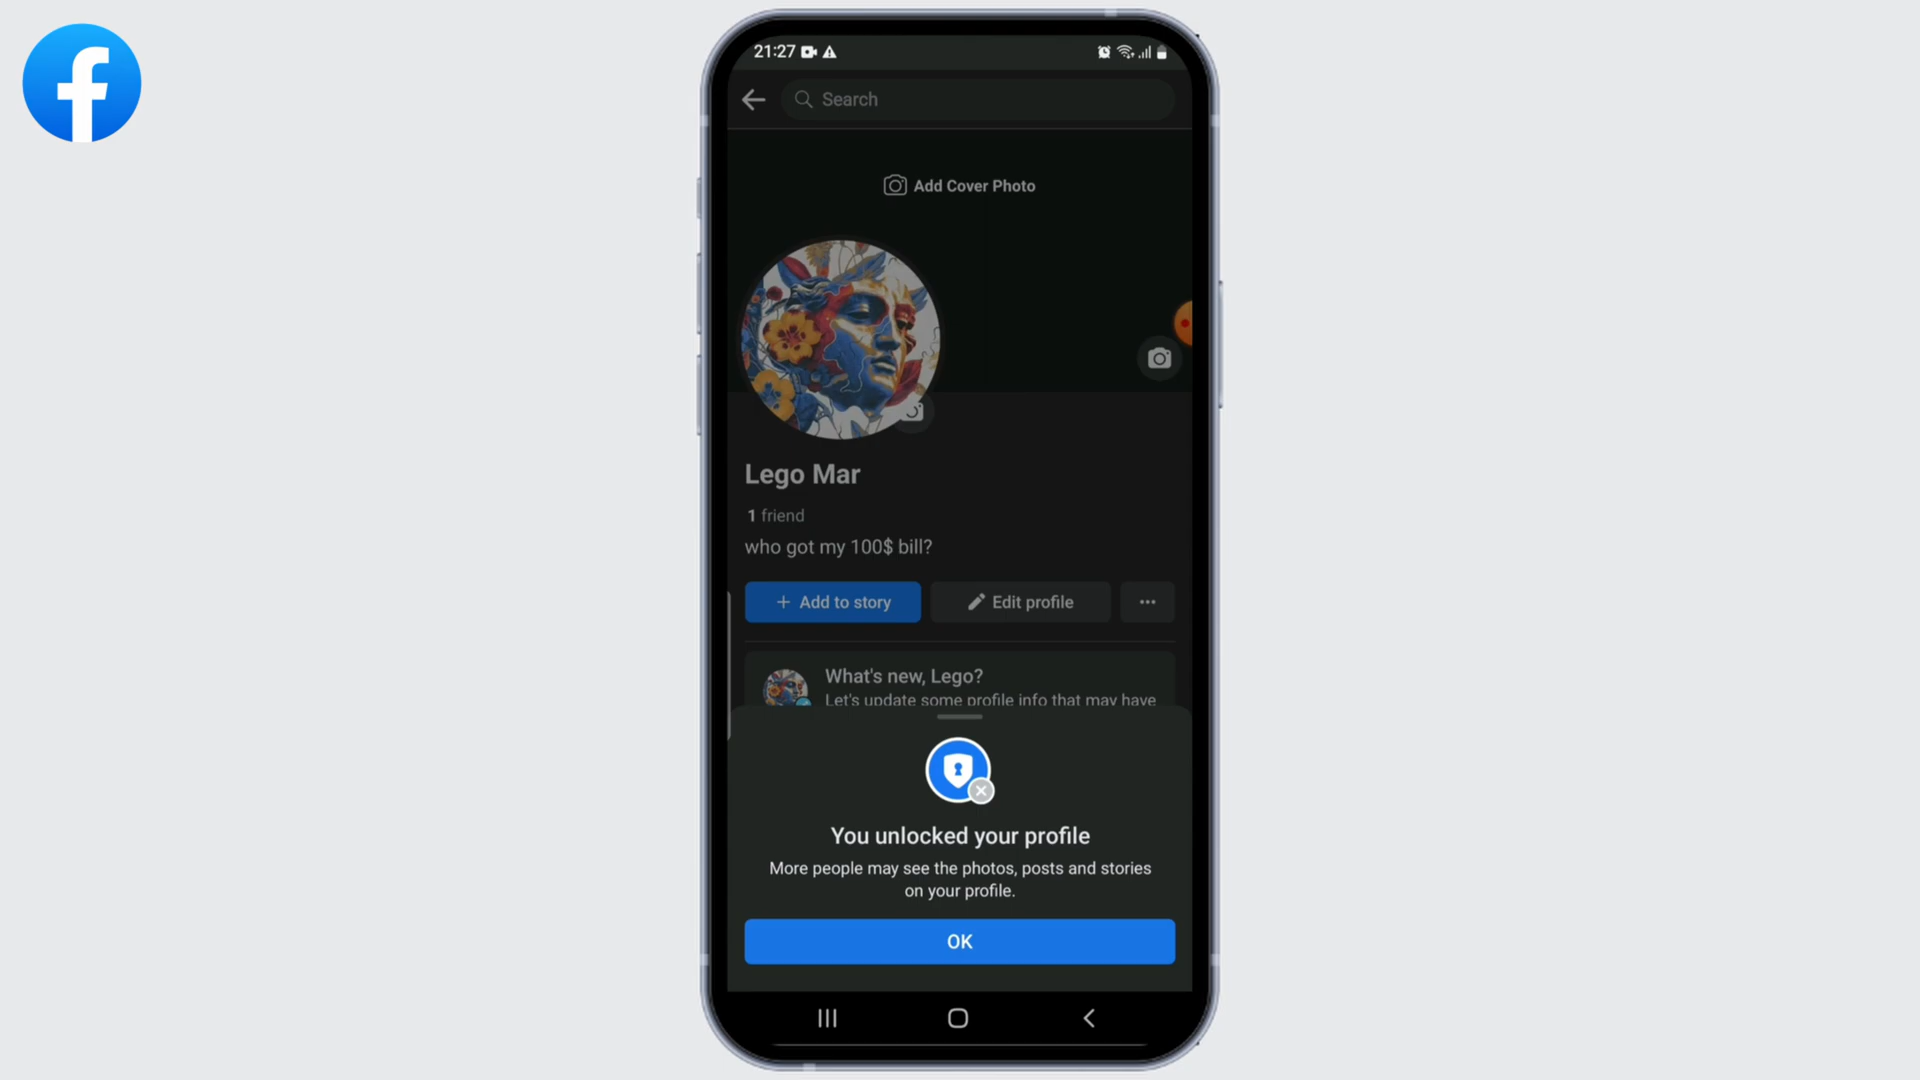 21:27
Search
Add Cover Photo
Lego Mar
1 friend
who got my 100$ bill?
+ Add to story
Edit profile
What's new, Lego?
Let's update some profile info that may have
You unlocked your profile
More people may see the photos, posts and stories
on your profile.
OK